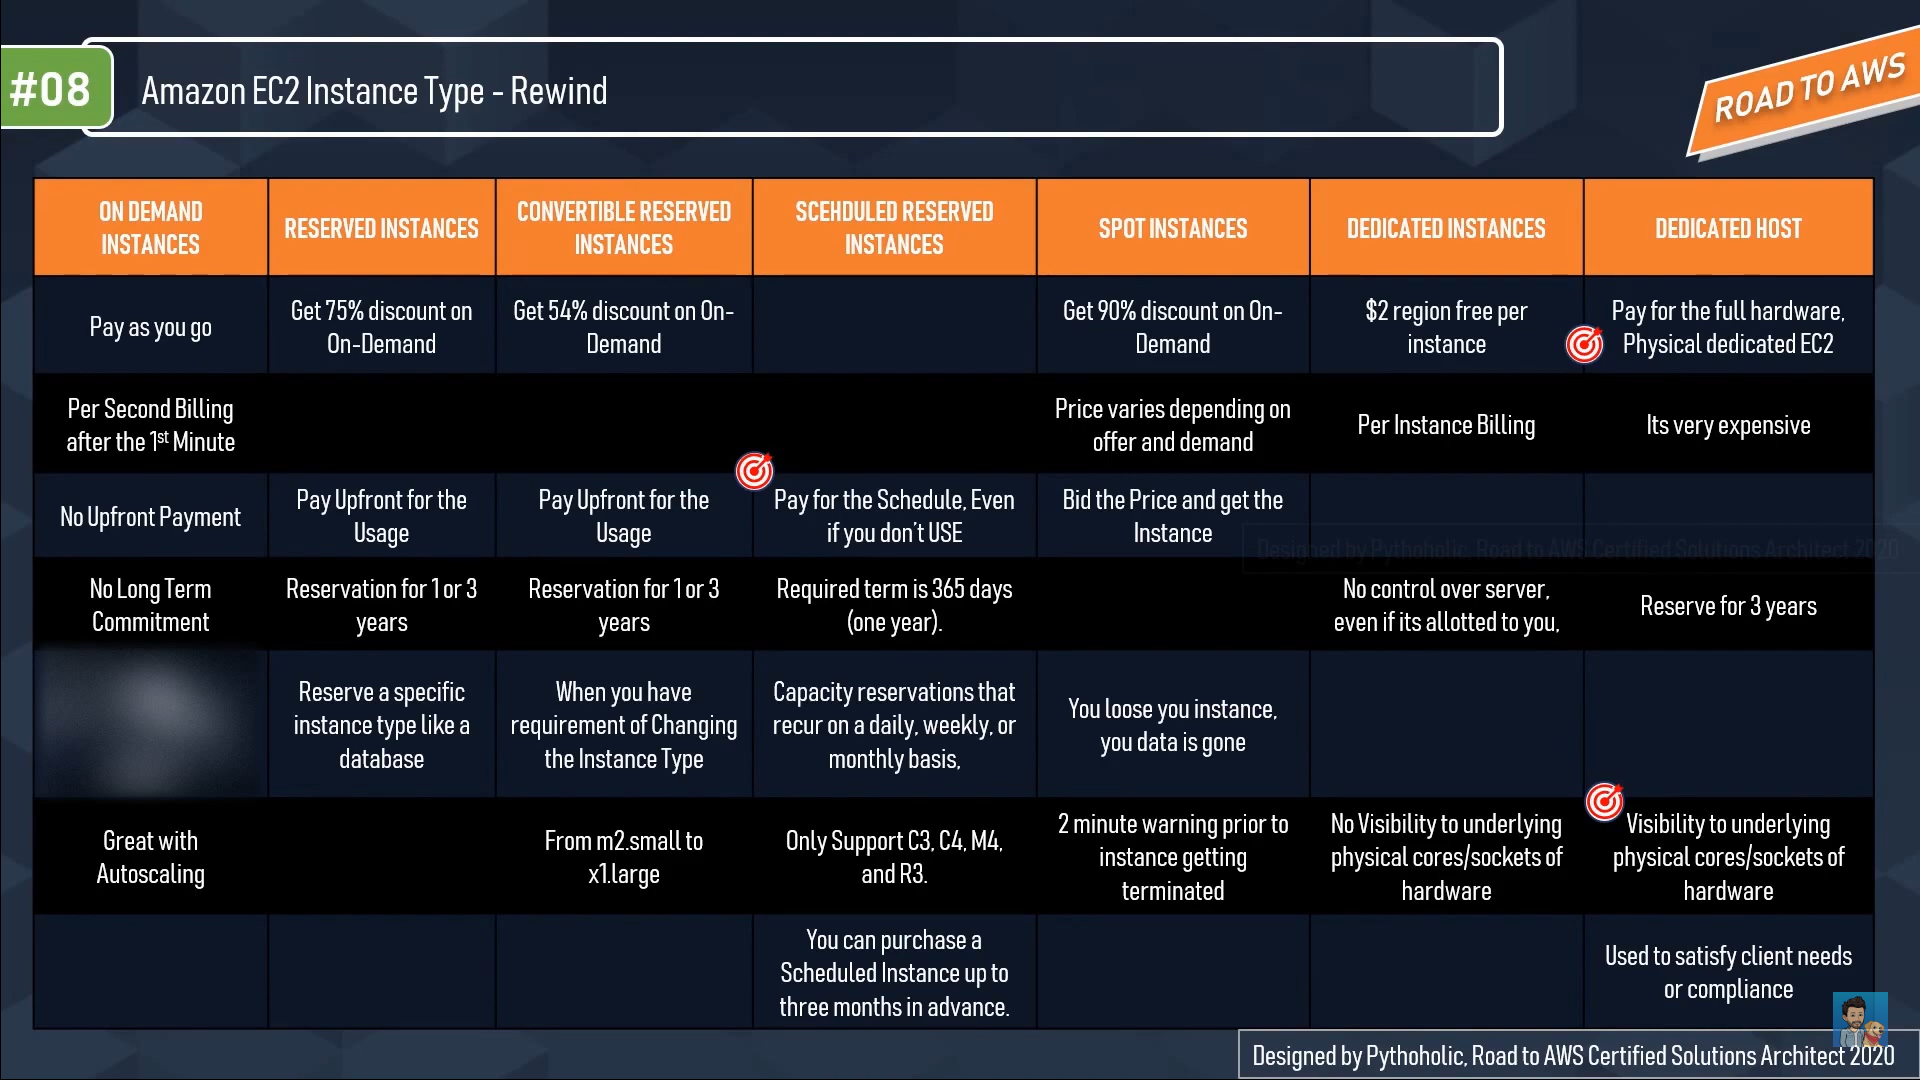 #08
Amazon EC2 Instance Type - Rewind
ROAD TO AWS
ON DEMAND
INSTANCES
RESERVED INSTANCES
CONVERTIBLE RESERVED
INSTANCES
SCEHDULED RESERVED
INSTANCES
SPOT INSTANCES
DEDICATED INSTANCES
DEDICATED HOST
Pay as you go
Get 75% discount on
On-Demand
Get 54% discount on On-
Demand
Get 90% discount on On-
Demand
$2 region free per
instance
Pay for the full hardware,
Physical dedicated EC2
Per Second Billing
after the 1st Minute
Price varies depending on
offer and demand
Per Instance Billing
Its very expensive
No Upfront Payment
Pay Upfront for the
Usage
Pay Upfront for the
Usage
Pay for the Schedule, Even
if you don't USE
Bid the Price and get the
Instance
Designed by Pythoholic, Road to AWS Certified Solutions Architect 2020
No Long Term
Commitment
Reservation for 1 or 3
years
Reservation for 1 or 3
years
Required term is 365 days
(one year).
No control over server,
even if its allotted to you,
Reserve for 3 years
Reserve a specific
instance type like a
database
When you have
requirement of Changing
the Instance Type
Capacity reservations that
recur on a daily, weekly, or
monthly basis,
You loose you instance,
you data is gone
Great with
Autoscaling
From m2.small to
x1.large
Only Support C3, C4, M4,
and R3.
2 minute warning prior to
instance getting
terminated
No Visibility to underlying
physical cores/sockets of
hardware
Visibility to underlying
physical cores/sockets of
hardware
You can purchase a
Scheduled Instance up to
three months in advance.
Used to satisfy client needs
or compliance
Designed by Pythoholic, Road to AWS Certified Solutions Architect 2020